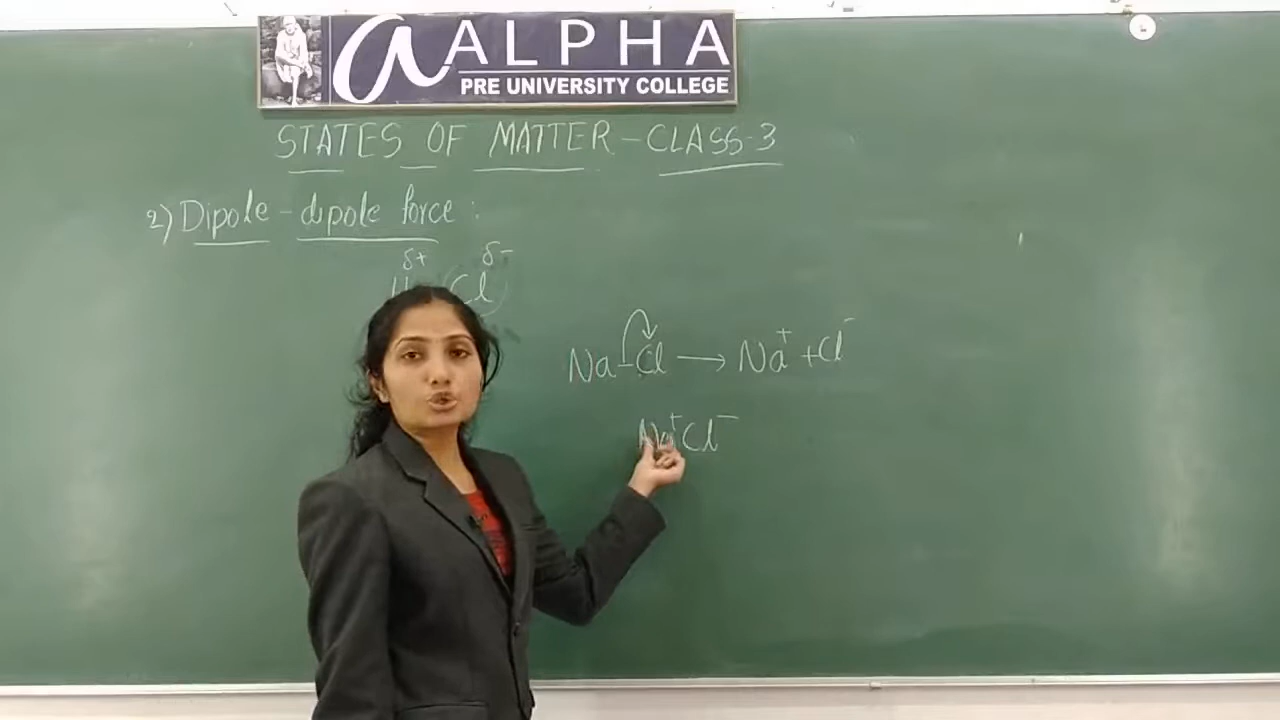 ALPHA
PRE UNIVERSITY COLLEGE
STATES OF MATTER - CLASS-3
2) Dipole - dipole force :
δ+ δ-
Cl
Na-Cl → Na⁺ + Cl⁻
Na⁺Cl⁻